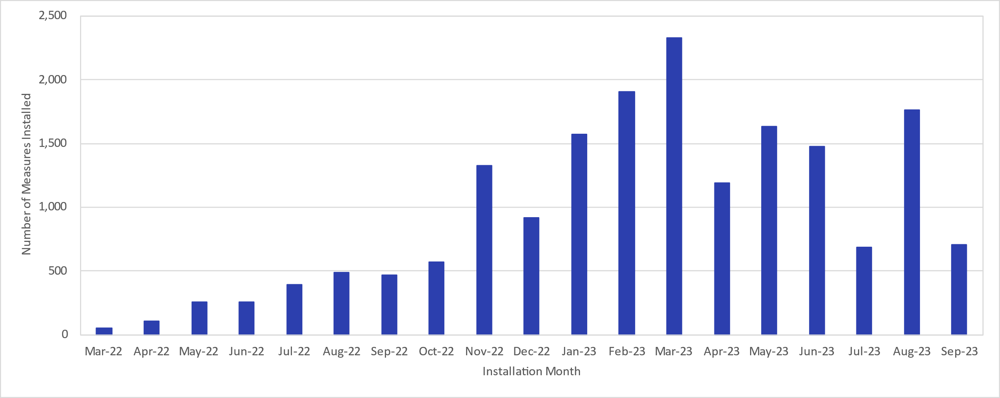 2,500
2,000
1,500
1,000
500
0
Number of Measures Installed
Mar-22 Apr-22 May-22 Jun-22 Jul-22 Aug-22 Sep-22 Oct-22 Nov-22 Dec-22 Jan-23 Feb-23 Mar-23 Apr-23 May-23 Jun-23 Jul-23 Aug-23 Sep-23
Installation Month